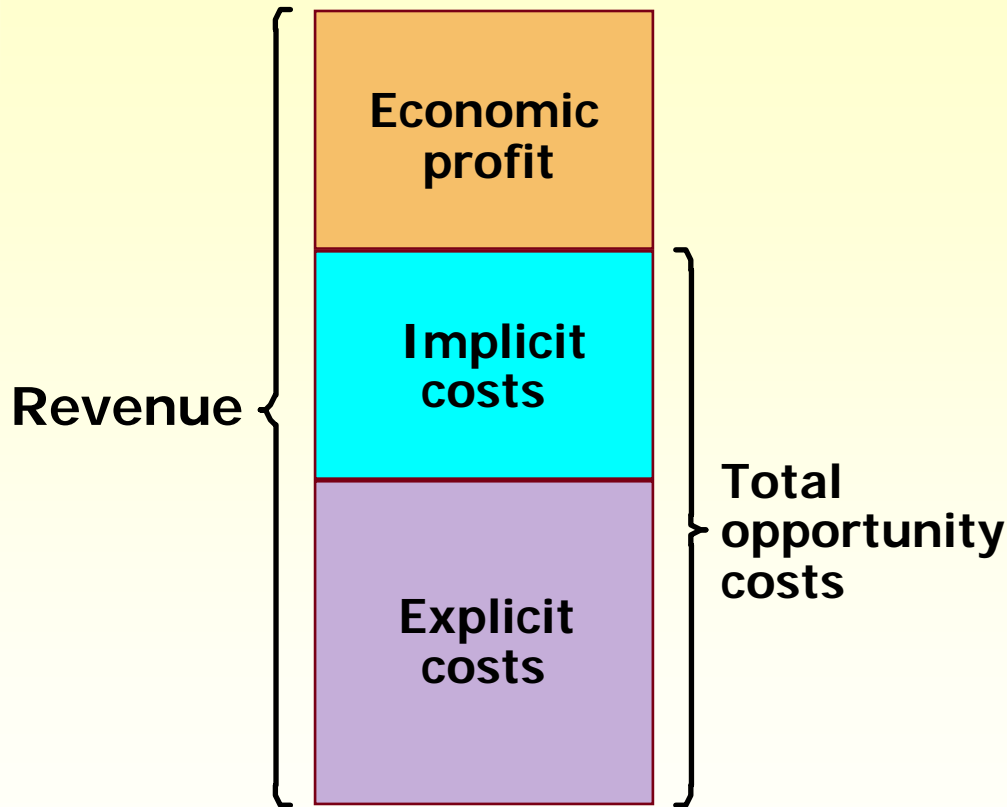 Economic
profit
Implicit
costs
Revenue
Total
opportunity
costs
Explicit
costs